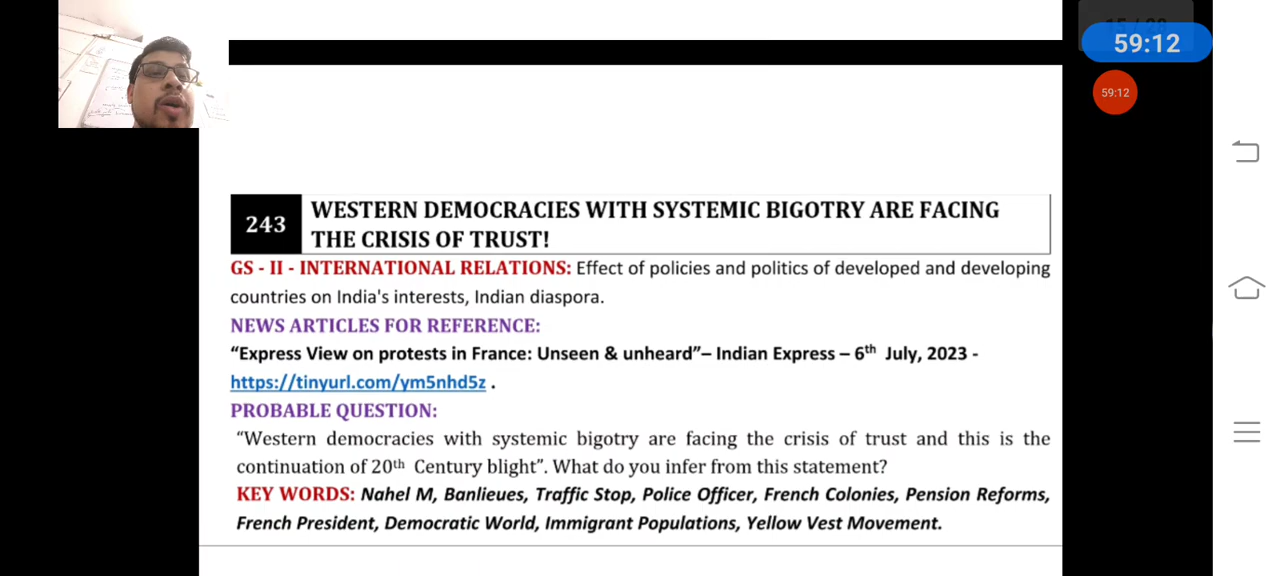 59:12
59:12
243
WESTERN DEMOCRACIES WITH SYSTEMIC BIGOTRY ARE FACING
THE CRISIS OF TRUST!
GS - II - INTERNATIONAL RELATIONS: Effect of policies and politics of developed and developing
countries on India's interests, Indian diaspora.
NEWS ARTICLES FOR REFERENCE:
“Express View on protests in France: Unseen & unheard”– Indian Express – 6th July, 2023 -
https://tinyurl.com/ym5nhd5z .
PROBABLE QUESTION:
“Western democracies with systemic bigotry are facing the crisis of trust and this is the
continuation of 20th Century blight”. What do you infer from this statement?
KEY WORDS: Nahel M, Banlieues, Traffic Stop, Police Officer, French Colonies, Pension Reforms,
French President, Democratic World, Immigrant Populations, Yellow Vest Movement.